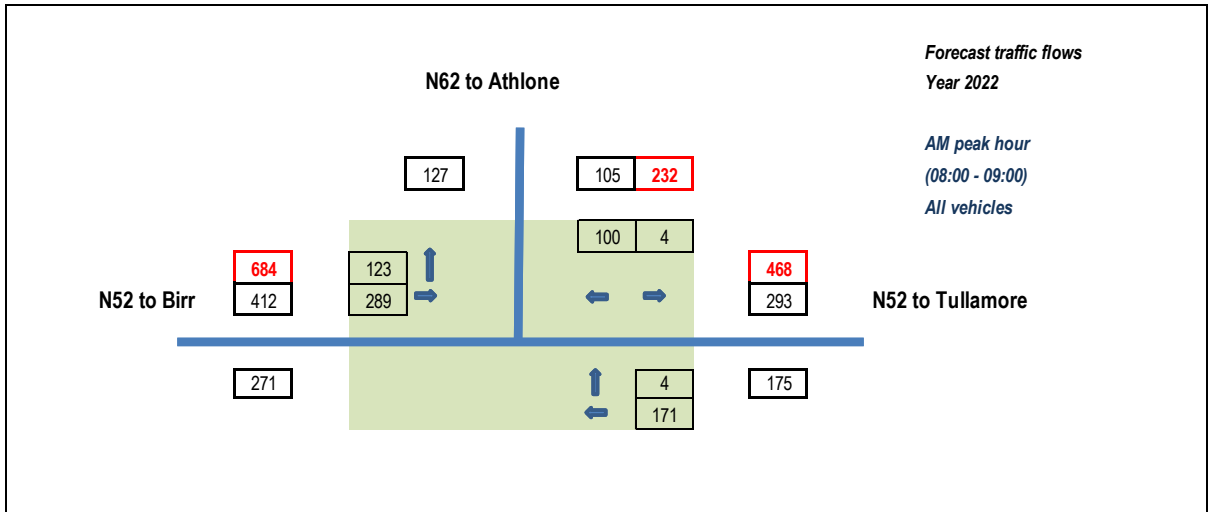 Forecast traffic flows
Year 2022
N62 to Athlone
AM peak hour
(08:00 - 09:00)
All vehicles
127
105 232
100 4
684
123
468
N52 to Birr
412
289
293
N52 to Tullamore
271
4
175
171